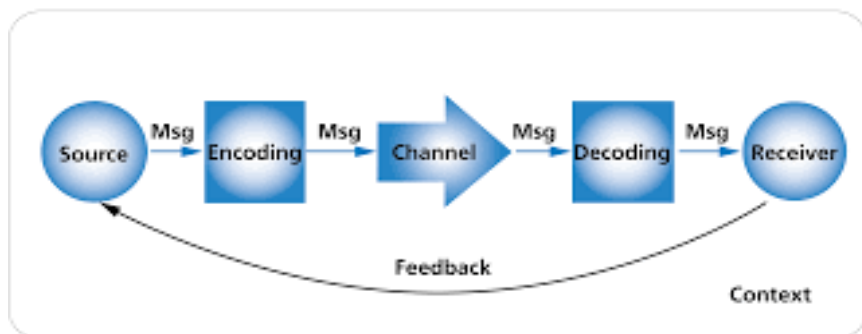 Msg Msg Msg Msg
Source Encoding Channel Decoding Receiver
Feedback
Context